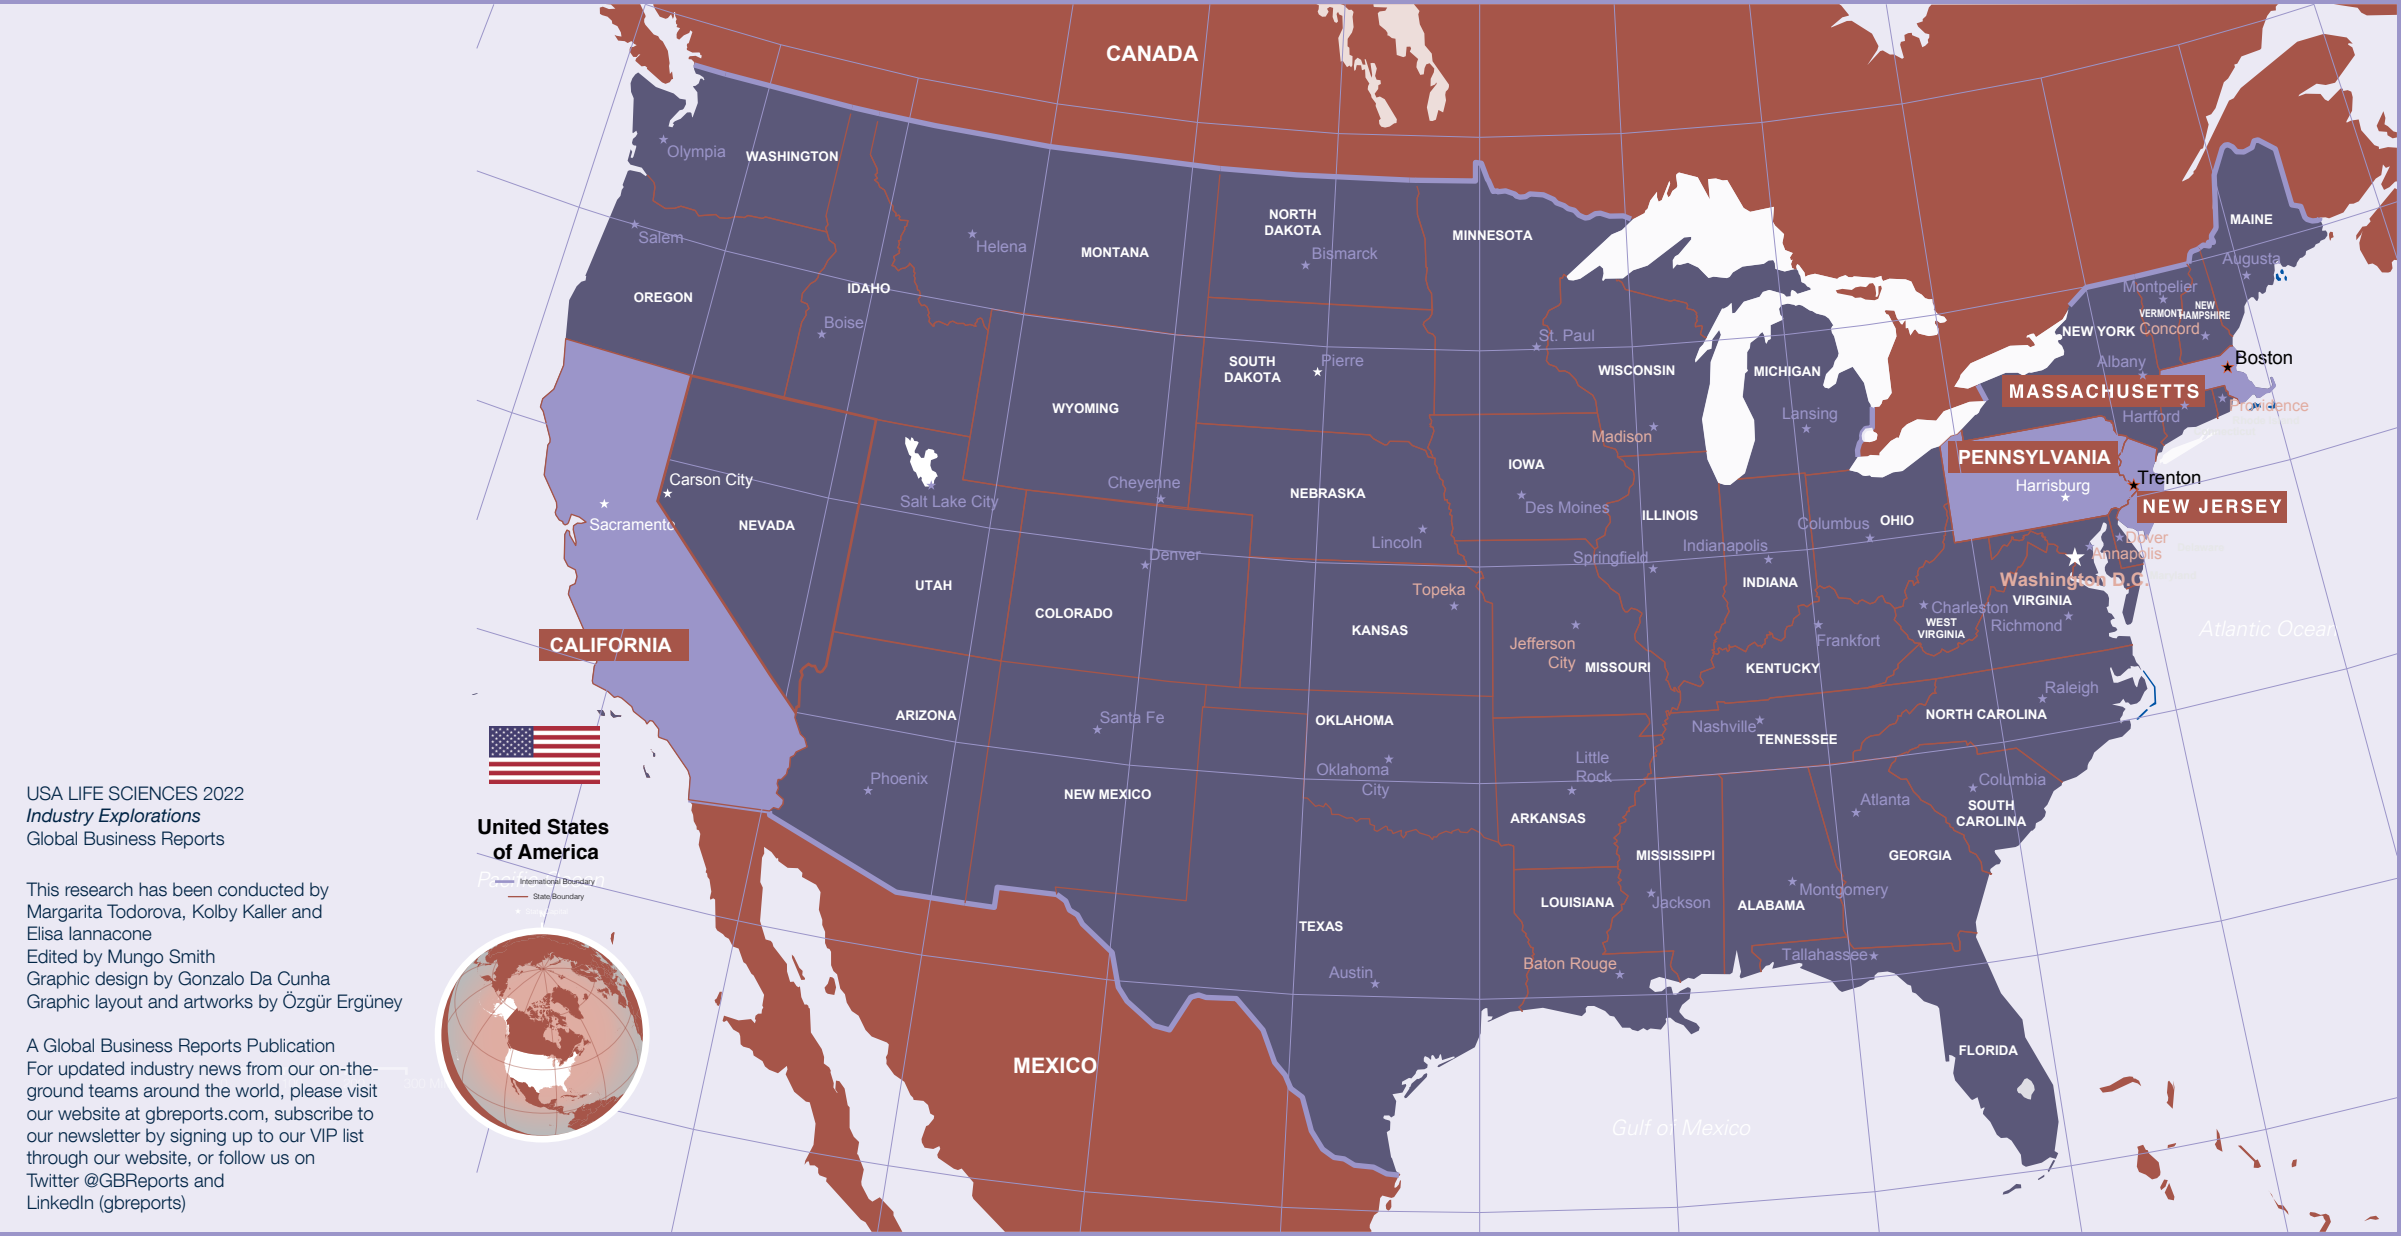 CANADA
Olympia
WASHINGTON
Salem
OREGON
IDAHO
Boise
Helena
MONTANA
NORTH
DAKOTA
Bismarck
MINNESOTA
St. Paul
SOUTH
DAKOTA
Pierre
WYOMING
Cheyenne
WISCONSIN
Madison
MICHIGAN
Lansing
MAINE
Augusta
Montpelier
VERMONT
NEW
HAMPSHIRE
Concord
NEW YORK
Albany
Boston
MASSACHUSETTS
Providence
Hartford
PENNSYLVANIA
Harrisburg
Trenton
NEW JERSEY
Dover
Annapolis
Washington D.C.
VIRGINIA
Richmond
Charleston
WEST
VIRGINIA
Atlantic Ocean
Carson City
Sacramento
NEVADA
CALIFORNIA
Salt Lake City
UTAH
Denver
COLORADO
NEBRASKA
Lincoln
IOWA
Des Moines
ILLINOIS
Springfield
Indianapolis
INDIANA
Columbus
OHIO
Topeka
KANSAS
Jefferson
City
MISSOURI
Frankfort
KENTUCKY
ARIZONA
Phoenix
Santa Fe
NEW MEXICO
OKLAHOMA
Oklahoma
City
Little
Rock
ARKANSAS
Nashville
TENNESSEE
Raleigh
NORTH CAROLINA
Columbia
SOUTH
CAROLINA
Atlanta
GEORGIA
MISSISSIPPI
Jackson
ALABAMA
Montgomery
LOUISIANA
Baton Rouge
TEXAS
Austin
Tallahassee
FLORIDA
MEXICO
Gulf of Mexico
United States
of America
Pacific Ocean
International Boundary
State Boundary
USA LIFE SCIENCES 2022
Industry Explorations
Global Business Reports
This research has been conducted by
Margarita Todorova, Kolby Kaller and
Elisa Iannacone
Edited by Mungo Smith
Graphic design by Gonzalo Da Cunha
Graphic layout and artworks by Özgür Ergüney
A Global Business Reports Publication
For updated industry news from our on-the-
ground teams around the world, please visit
our website at gbreports.com, subscribe to
our newsletter by signing up to our VIP list
through our website, or follow us on
Twitter @GBReports and
LinkedIn (gbreports)